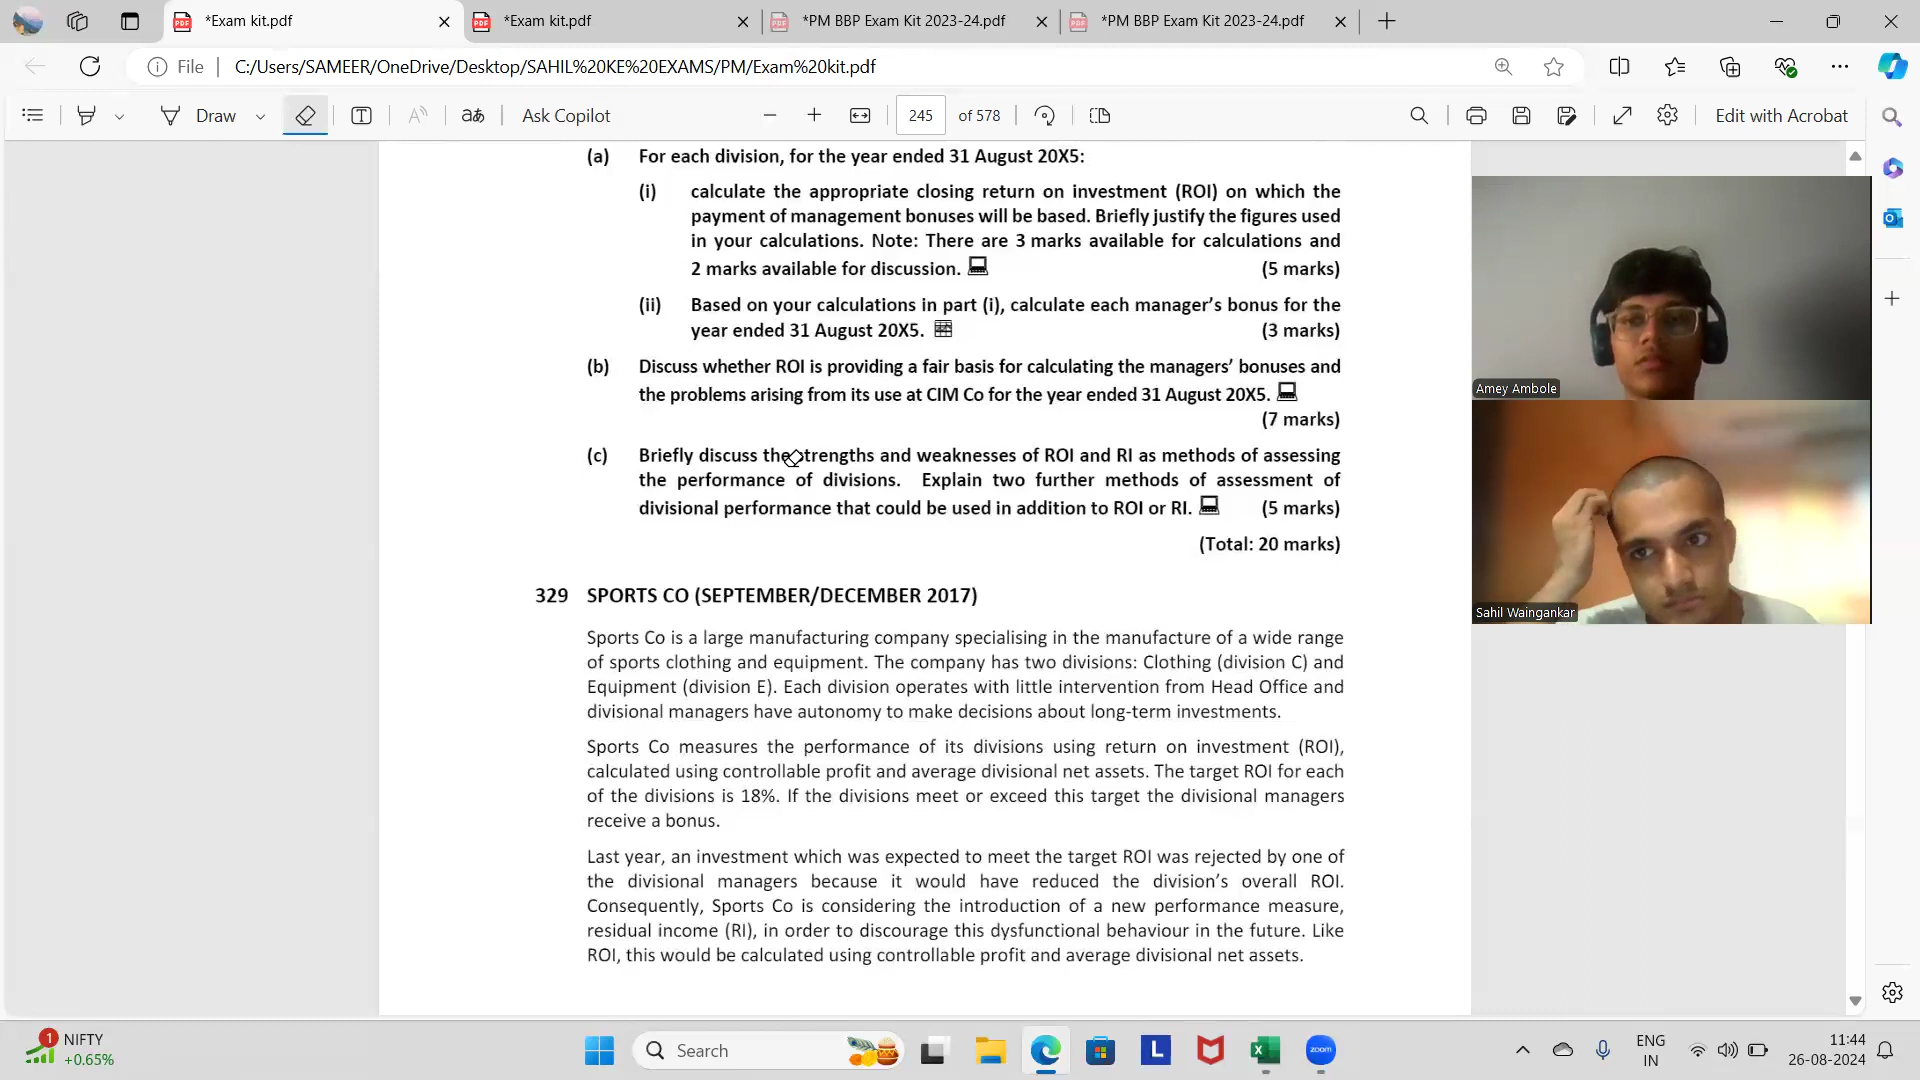 *Exam kit.pdf
*Exam kit.pdf
*PM BBP Exam Kit 2023-24.pdf
*PM BBP Exam Kit 2023-24.pdf
File
C:/Users/SAMEER/OneDrive/Desktop/SAHIL%20KE%20EXAMS/PM/Exam%20kit.pdf
Draw
Ask Copilot
245 of 578
Edit with Acrobat
(a) For each division, for the year ended 31 August 20X5:
(i) calculate the appropriate closing return on investment (ROI) on which the
payment of management bonuses will be based. Briefly justify the figures used
in your calculations. Note: There are 3 marks available for calculations and
2 marks available for discussion. (5 marks)
(ii) Based on your calculations in part (i), calculate each manager's bonus for the
year ended 31 August 20X5. (3 marks)
(b) Discuss whether ROI is providing a fair basis for calculating the managers' bonuses and
the problems arising from its use at CIM Co for the year ended 31 August 20X5.
(7 marks)
(c) Briefly discuss the strengths and weaknesses of ROI and RI as methods of assessing
the performance of divisions. Explain two further methods of assessment of
divisional performance that could be used in addition to ROI or RI. (5 marks)
(Total: 20 marks)
329 SPORTS CO (SEPTEMBER/DECEMBER 2017)
Sports Co is a large manufacturing company specialising in the manufacture of a wide range
of sports clothing and equipment. The company has two divisions: Clothing (division C) and
Equipment (division E). Each division operates with little intervention from Head Office and
divisional managers have autonomy to make decisions about long-term investments.
Sports Co measures the performance of its divisions using return on investment (ROI),
calculated using controllable profit and average divisional net assets. The target ROI for each
of the divisions is 18%. If the divisions meet or exceed this target the divisional managers
receive a bonus.
Last year, an investment which was expected to meet the target ROI was rejected by one of
the divisional managers because it would have reduced the division's overall ROI.
Consequently, Sports Co is considering the introduction of a new performance measure,
residual income (RI), in order to discourage this dysfunctional behaviour in the future. Like
ROI, this would be calculated using controllable profit and average divisional net assets.
Amey Ambole
Sahil Waingankar
1
NIFTY
+0.65%
Search
L
zoom
ENG
IN
11:44
26-08-2024